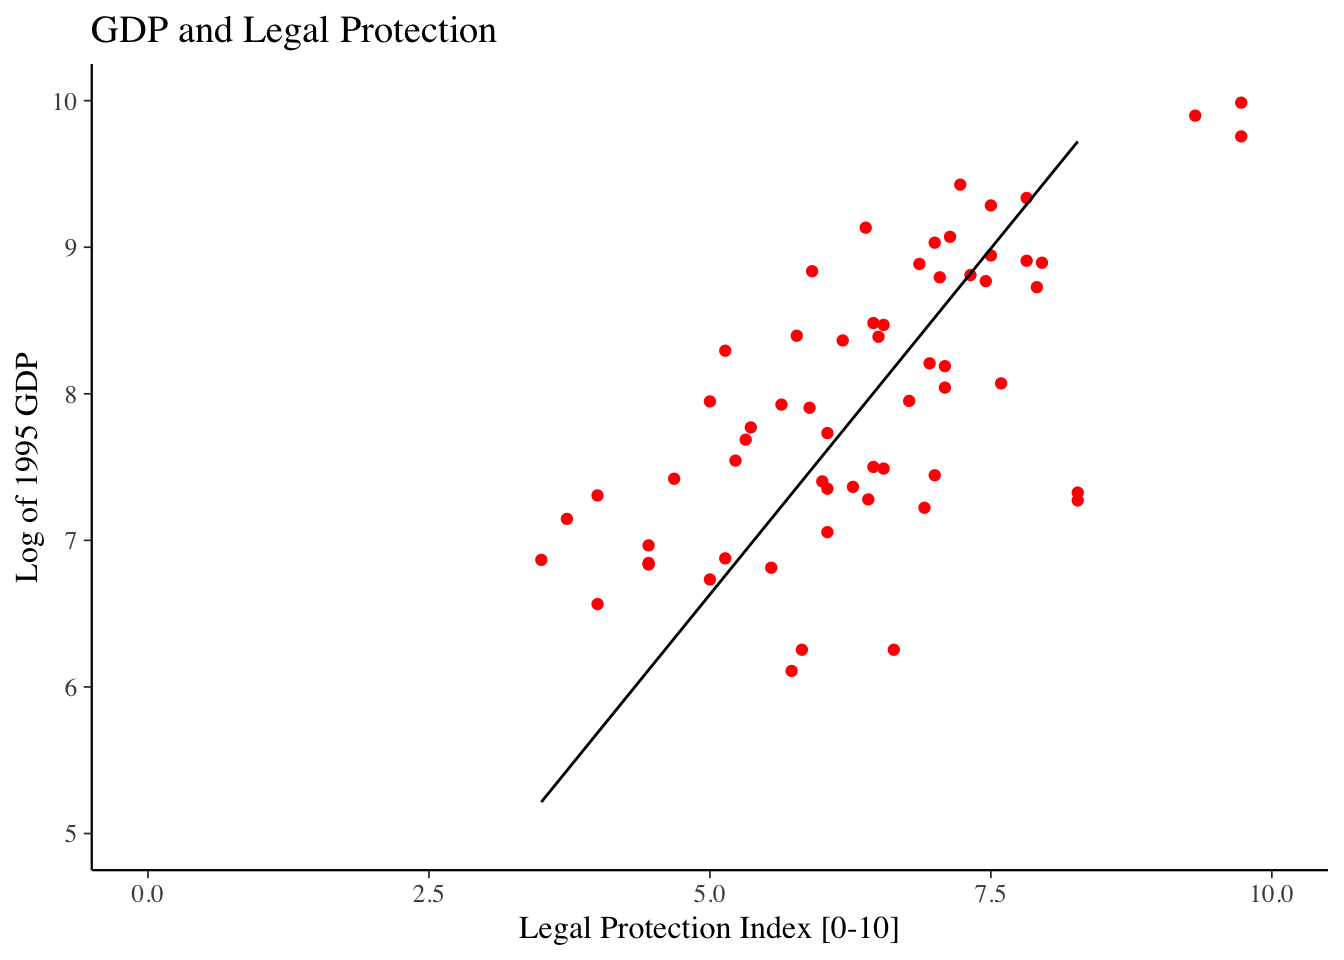 GDP and Legal Protection
Log of 1995 GDP
10
9
8
7
6
5
0.0 2.5 5.0 7.5 10.0
Legal Protection Index [0-10]